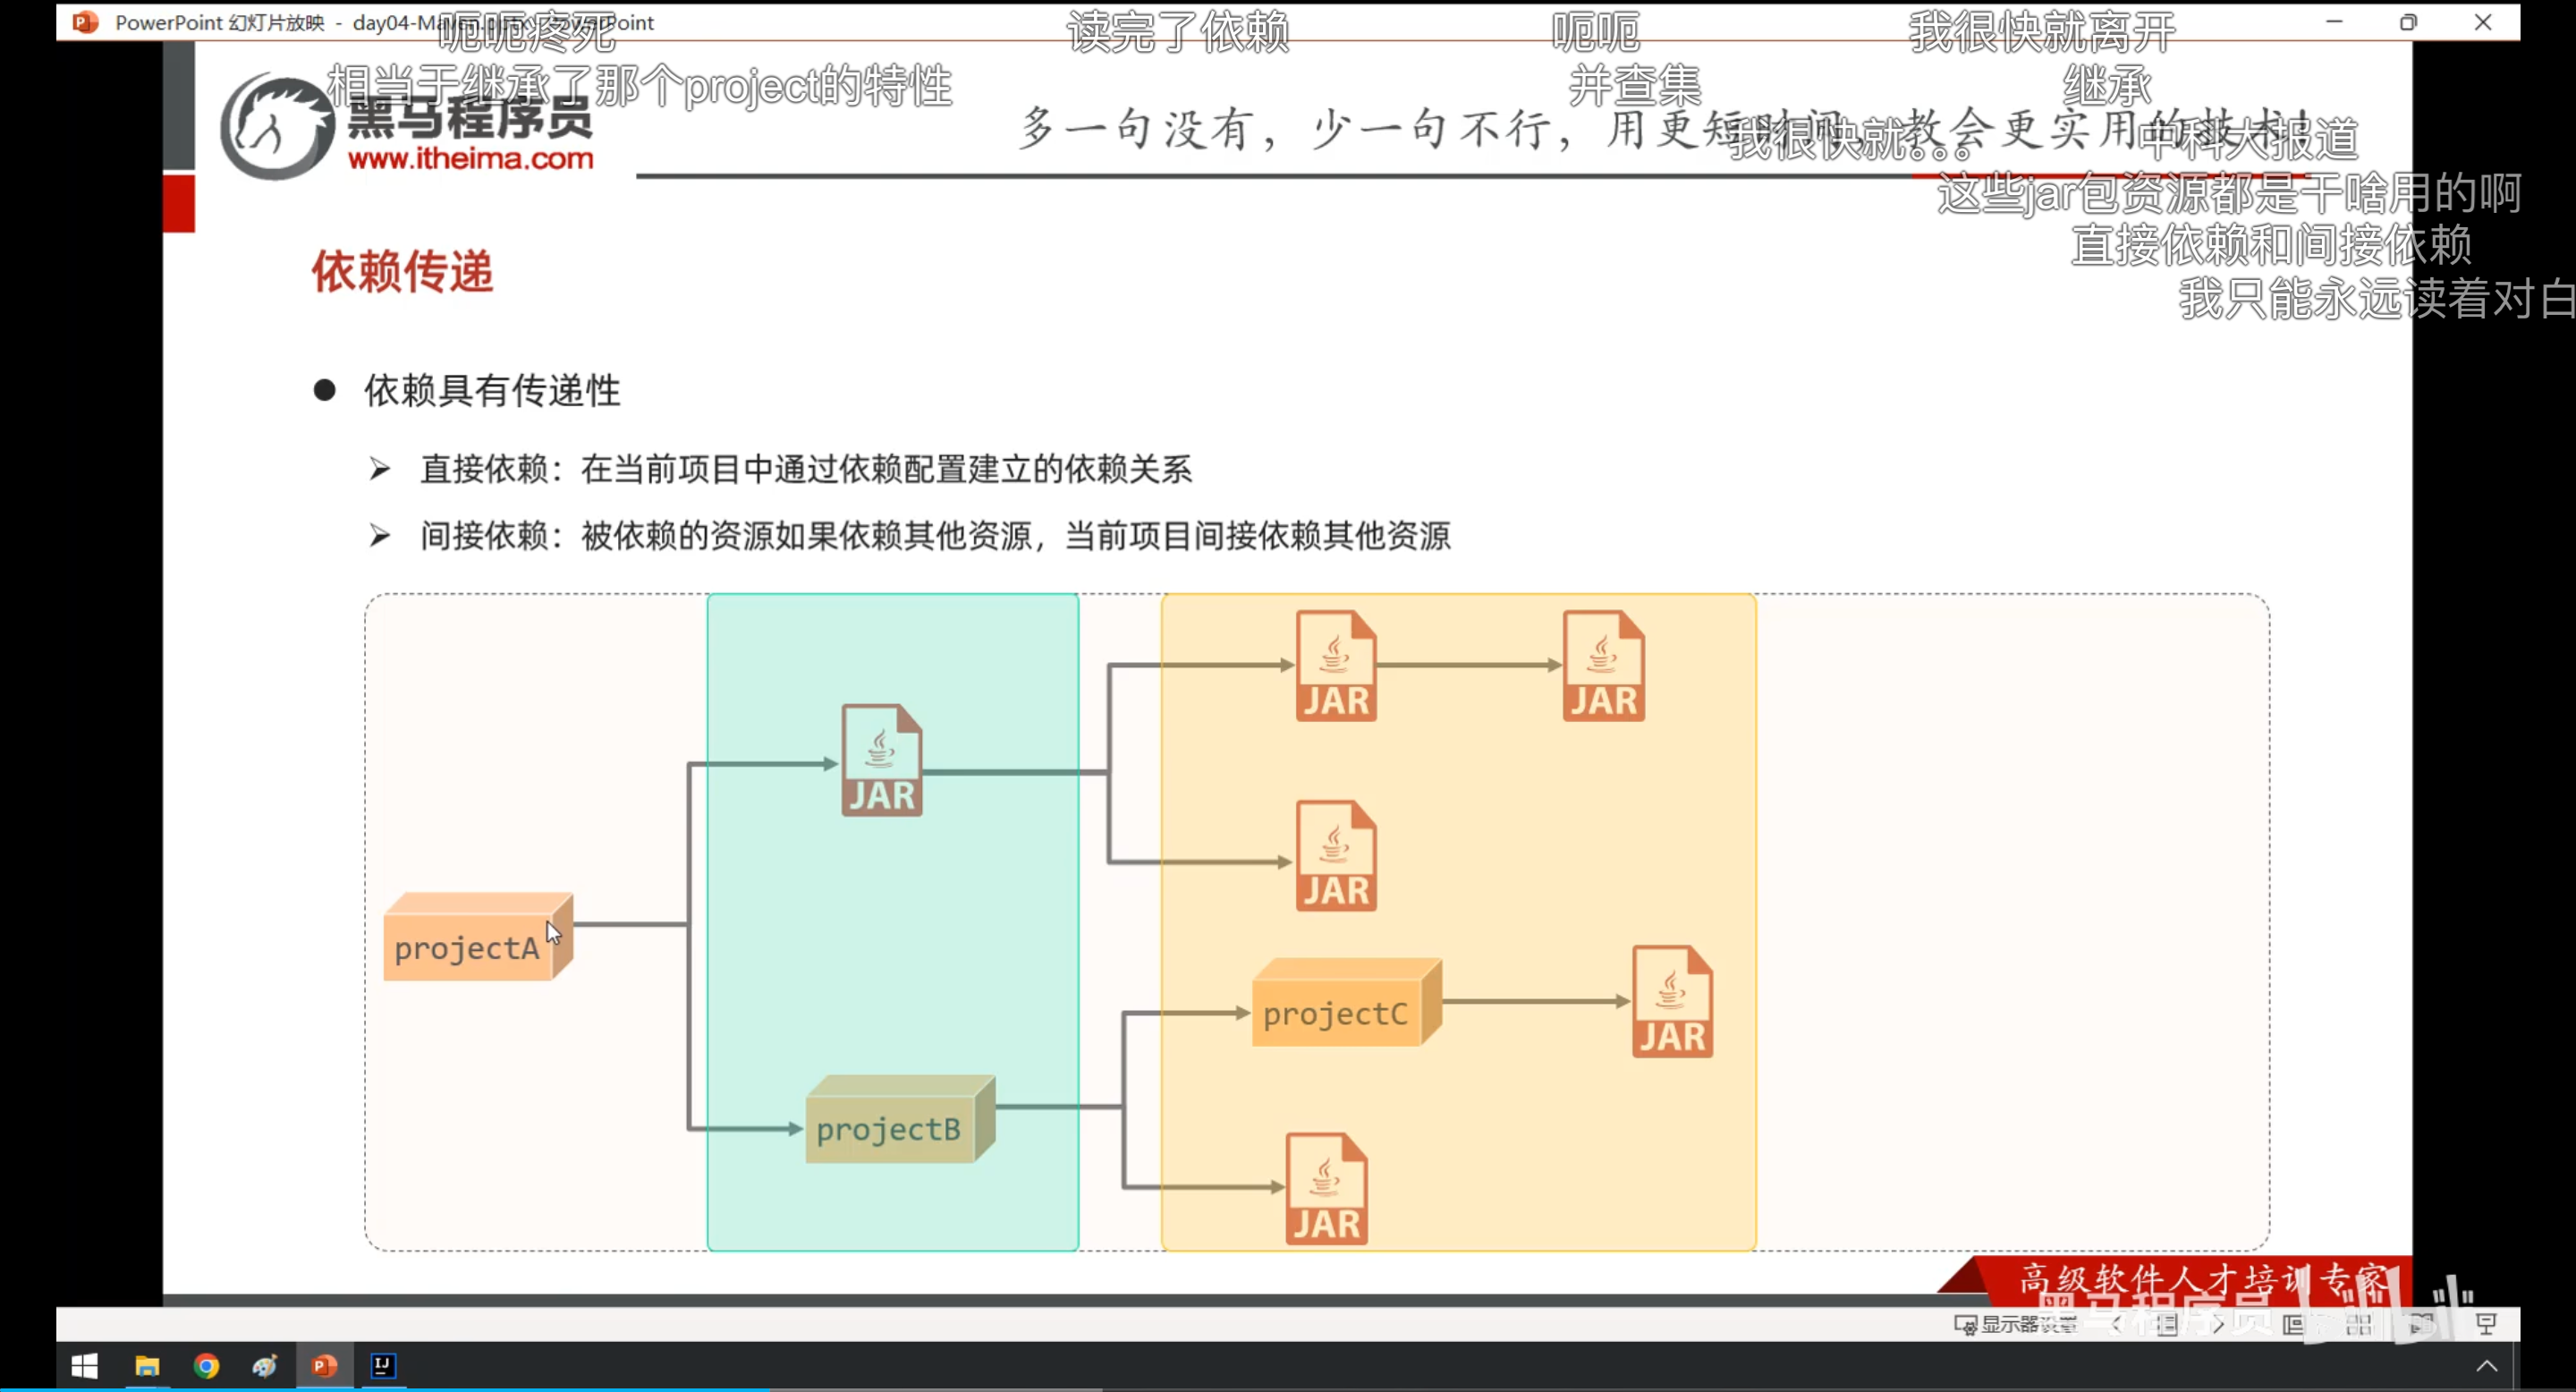 PowerPoint 幻灯片放映 - day04-Maven.pptx - PowerPoint
呃呃疼死
读完了依赖
呃呃
我很快就离开
相当于继承了那个project的特性
并查集
继承
黑马程序员
www.itheima.com
多一句没有，少一句不行，用更短时间，教会更实用的技术！
我很快就。。。
中科大报道
这些jar包资源都是干啥用的啊
直接依赖和间接依赖
我只能永远读着对白
依赖传递
依赖具有传递性
直接依赖：在当前项目中通过依赖配置建立的依赖关系
间接依赖：被依赖的资源如果依赖其他资源，当前项目间接依赖其他资源
JAR
JAR
JAR
JAR
projectA
projectC
JAR
projectB
JAR
高级软件人才培训专家
黑马程序员
显示器设置